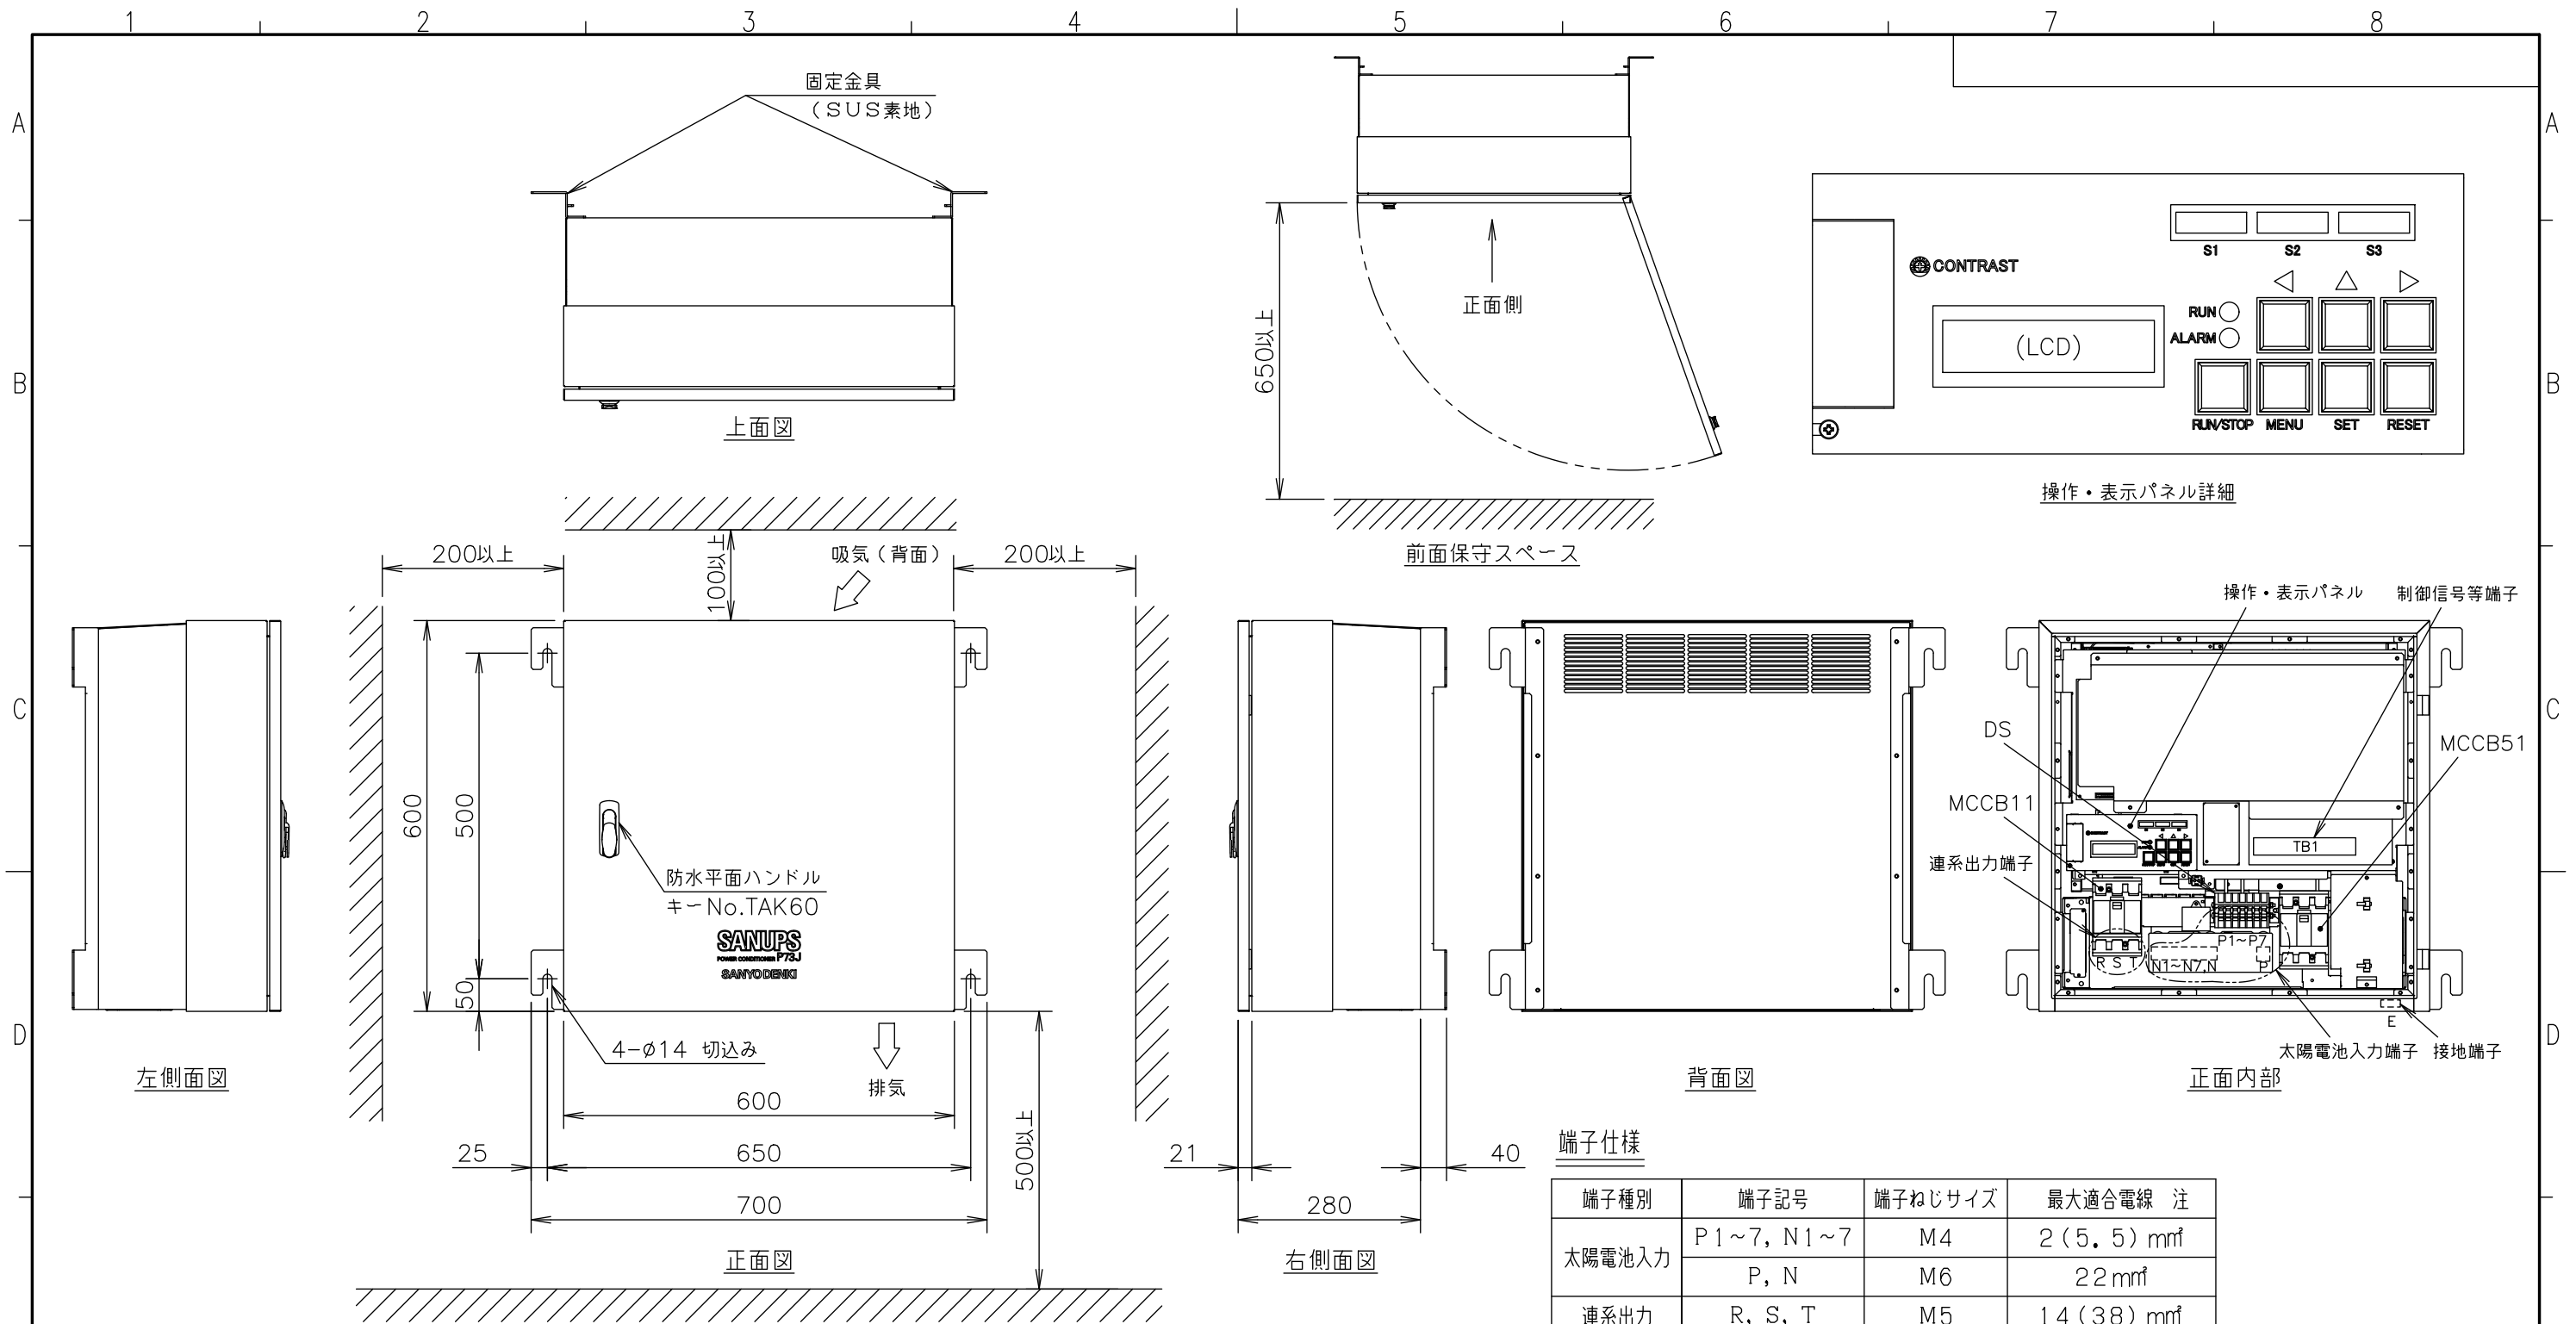 1 2 3 4 5 6 7 8
A A
固定金具
(SUS素地)
上面図
650以上
正面側
前面保守スペース
S1 S2 S3
CONTRAST
RUN
ALARM
(LCD)
RUN/STOP MENU SET RESET
操作・表示パネル詳細
B B
200以上
100以上
吸気(背面)
200以上
600
500
50
防水平面ハンドル
キーNo.TAK60
SANUPS
POWER CONDITIONER P73J
SANYO DENKI
4-φ14 切込み
排気
左側面図
600
25
650
700
500以上
正面図
C C
21
40
280
右側面図
背面図
操作・表示パネル
制御信号等端子
DS
MCCB51
MCCB11
TB1
連系出力端子
P1~P7
R S T
N1~N7,N
P
E
太陽電池入力端子
接地端子
正面内部
D D
端子仕様
端子種別 端子記号 端子ねじサイズ 最大適合電線 注
太陽電池入力 P1~7, N1~7 M4 2(5.5)mm²
P, N M6 22mm²
連系出力 R, S, T M5 14(38)mm²